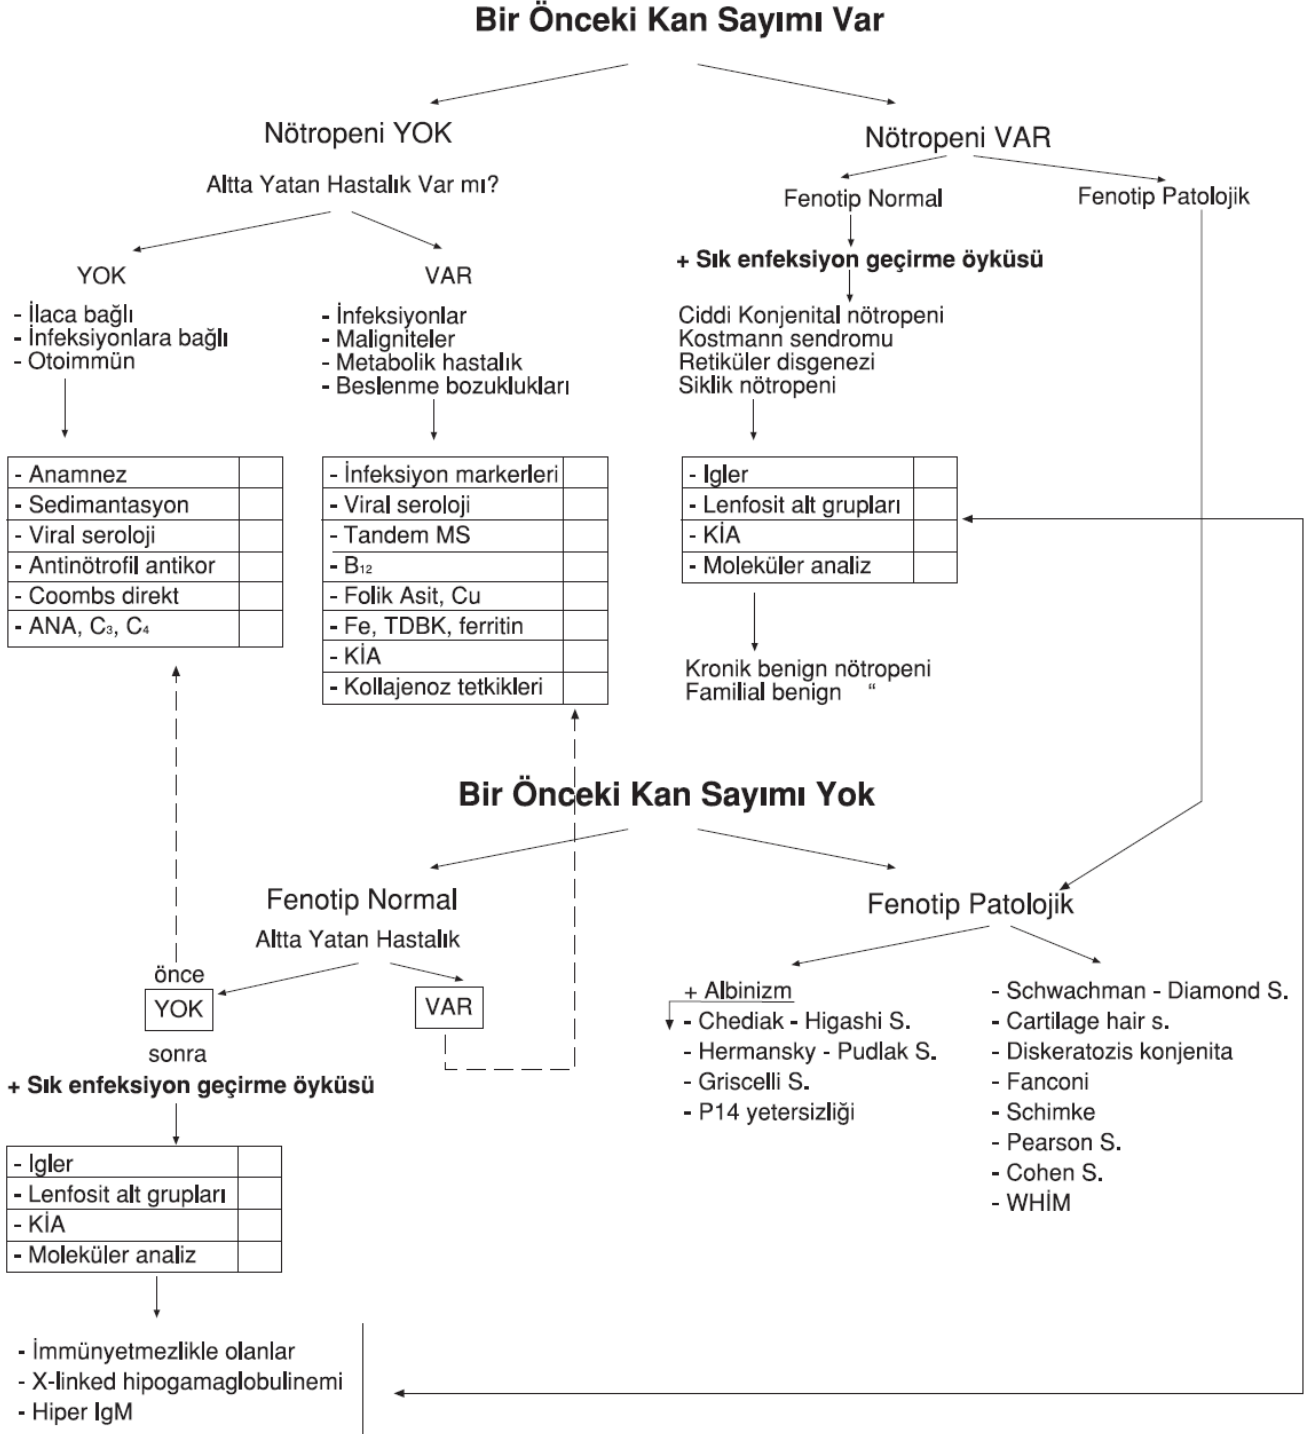 Bir Önceki Kan Sayımı Var
Nötropeni YOK
Altta Yatan Hastalık Var mı?
YOK
- İlaca bağlı
- İnfeksiyonlara bağlı
- Otoimmün
- Anamnez
- Sedimantasyon
- Viral seroloji
- Antinötrofil antikor
- Coombs direkt
- ANA, C₃, C₄
VAR
- İnfeksiyonlar
- Maligniteler
- Metabolik hastalık
- Beslenme bozuklukları
- İnfeksiyon markerleri
- Viral seroloji
- Tandem MS
- B₁₂
- Folik Asit, Cu
- Fe, TDBK, ferritin
- KİA
- Kollajenoz tetkikleri
Nötropeni VAR
Fenotip Normal
+ Sık enfeksiyon geçirme öyküsü
Ciddi Konjenital nötropeni
Kostmann sendromu
Retiküler disgenezi
Siklik nötropeni
- Igler
- Lenfosit alt grupları
- KİA
- Moleküler analiz
Kronik benign nötropeni
Familial benign “
Fenotip Patolojik
Bir Önceki Kan Sayımı Yok
Fenotip Normal
Altta Yatan Hastalık
önce
YOK
sonra
VAR
+ Sık enfeksiyon geçirme öyküsü
- Igler
- Lenfosit alt grupları
- KİA
- Moleküler analiz
- İmmünyetmezlikle olanlar
- X-linked hipogamaglobulinemi
- Hiper IgM
Fenotip Patolojik
+ Albinizm
- Chediak - Higashi S.
- Hermansky - Pudlak S.
- Griscelli S.
- P14 yetersizliği
- Schwachman - Diamond S.
- Cartilage hair s.
- Diskeratozis konjenita
- Fanconi
- Schimke
- Pearson S.
- Cohen S.
- WHİM